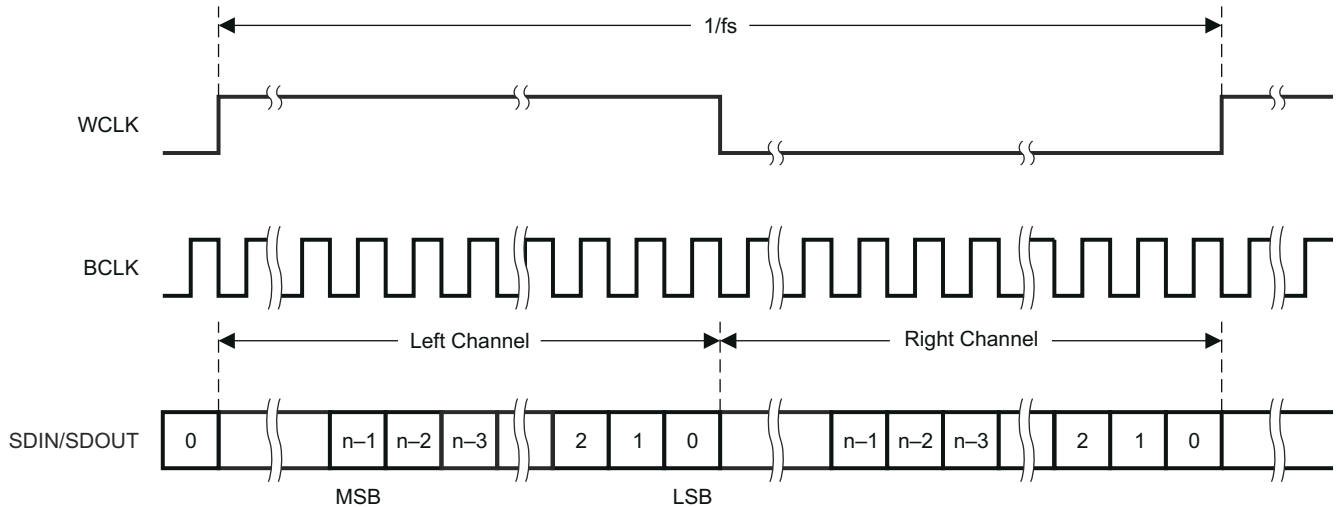 1/fs
WCLK
BCLK
Left Channel Right Channel
SDIN/SDOUT 0 n–1 n–2 n–3 2 1 0 n–1 n–2 n–3 2 1 0
MSB LSB